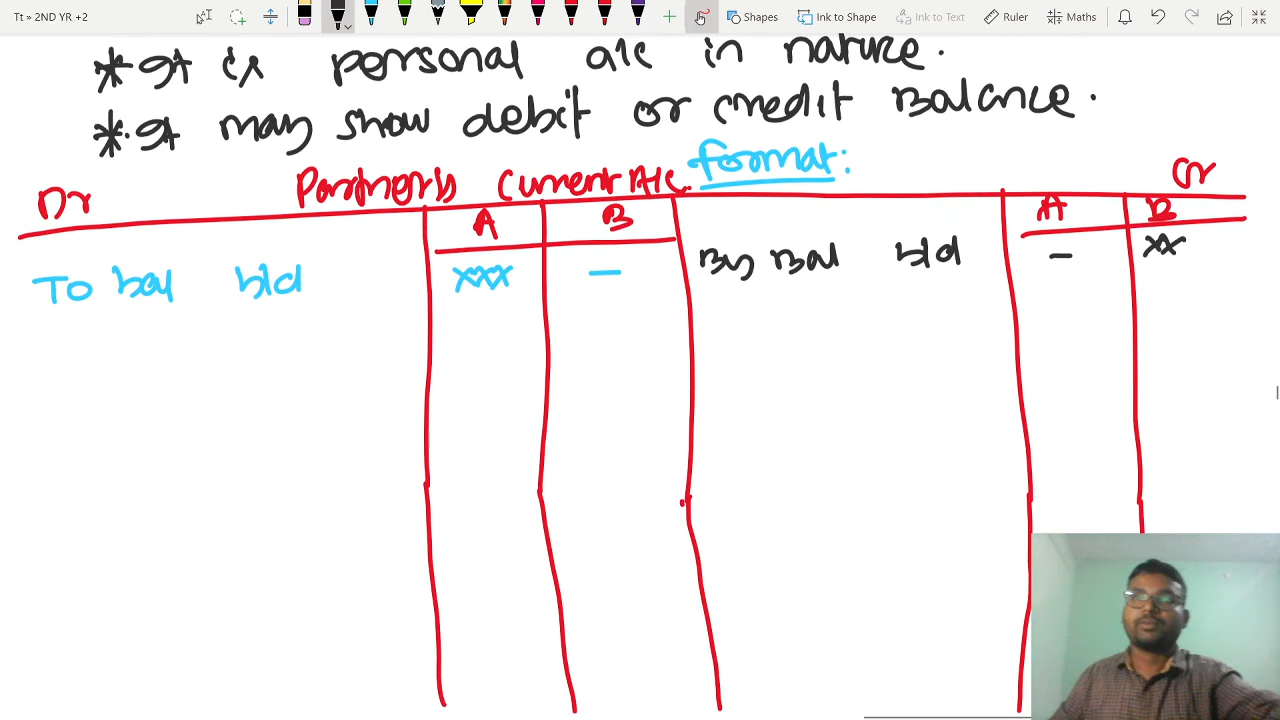 Tt » 2ND YR +2
Shapes
Ink to Shape
Ink to Text
Ruler
Maths
*It is personal a/c in nature.
*It may show debit or credit Balance.
format:
Dr Partner's Current A/c. Cr
A B A B
To bal b/d xxx — By Bal b/d — xx